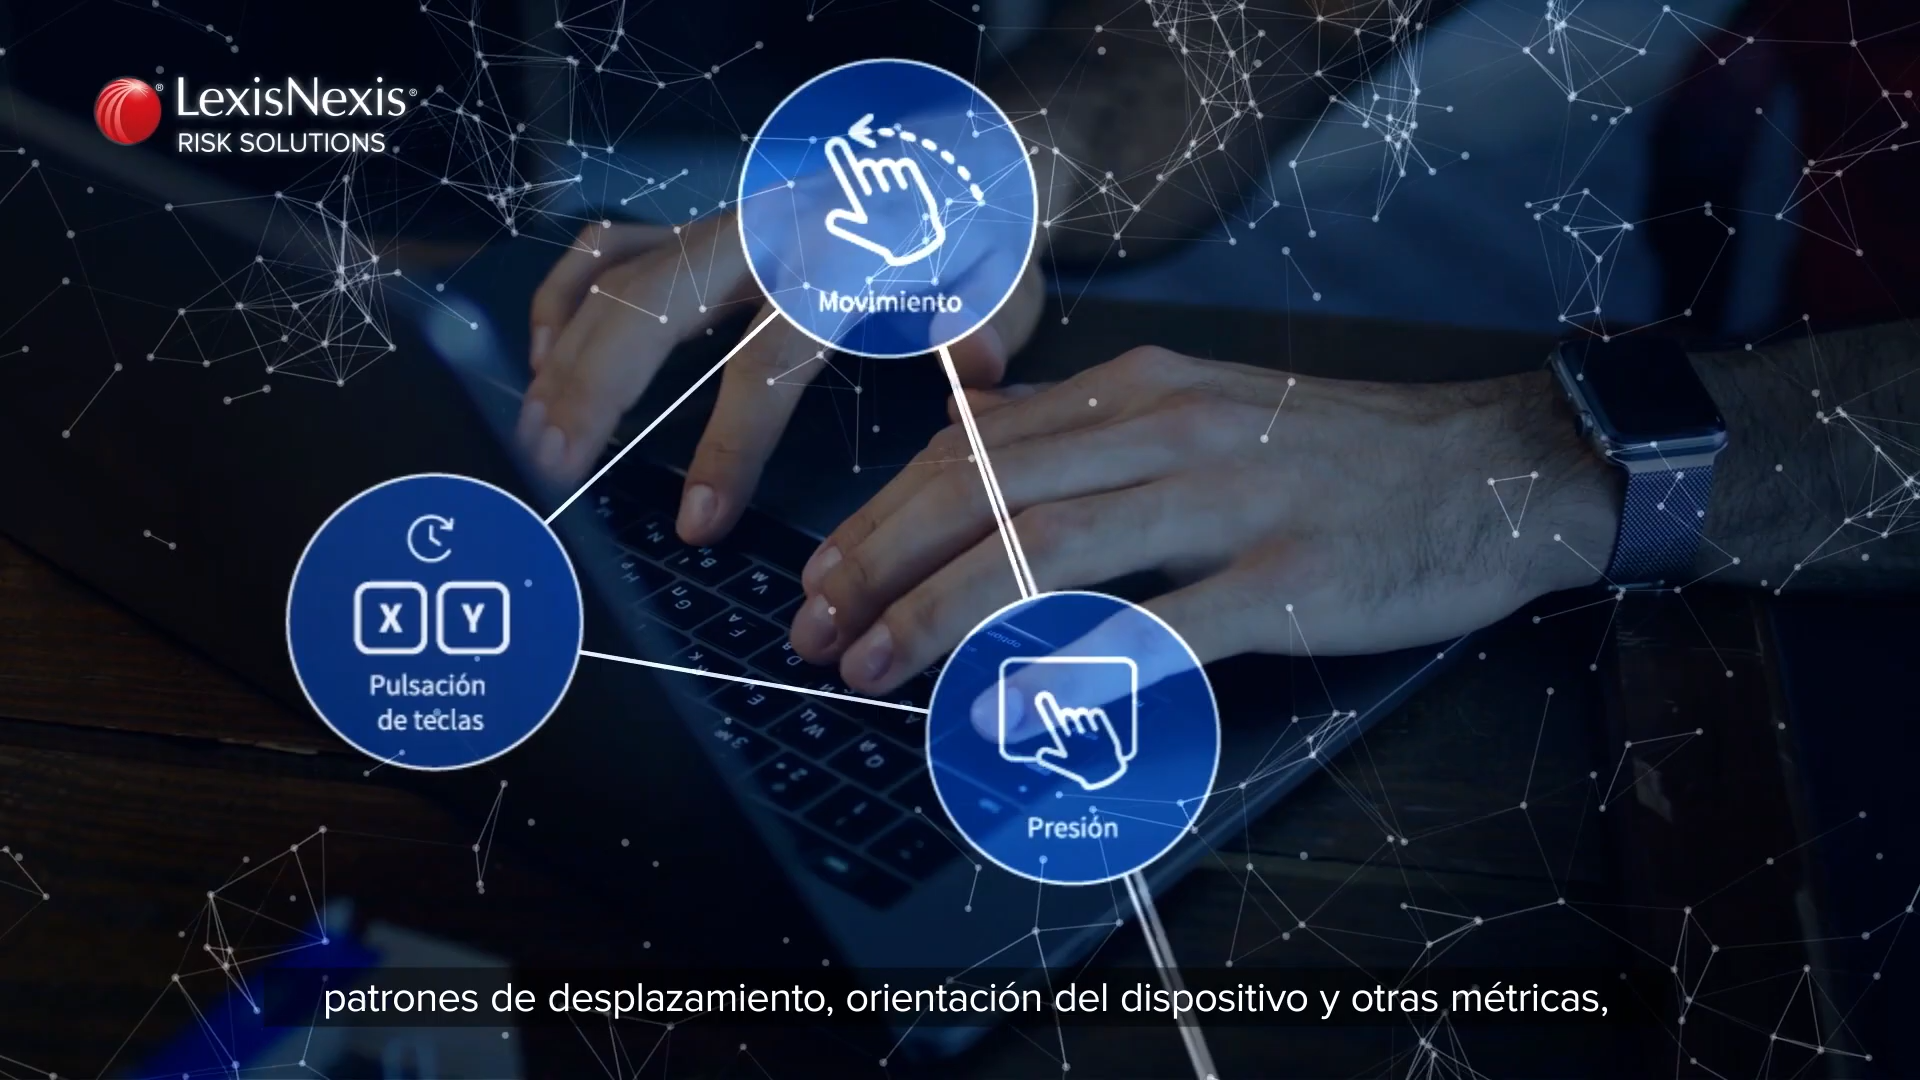 LexisNexis®
RISK SOLUTIONS
Movimiento
X Y
Pulsación
de teclas
Presión
patrones de desplazamiento, orientación del dispositivo y otras métricas,